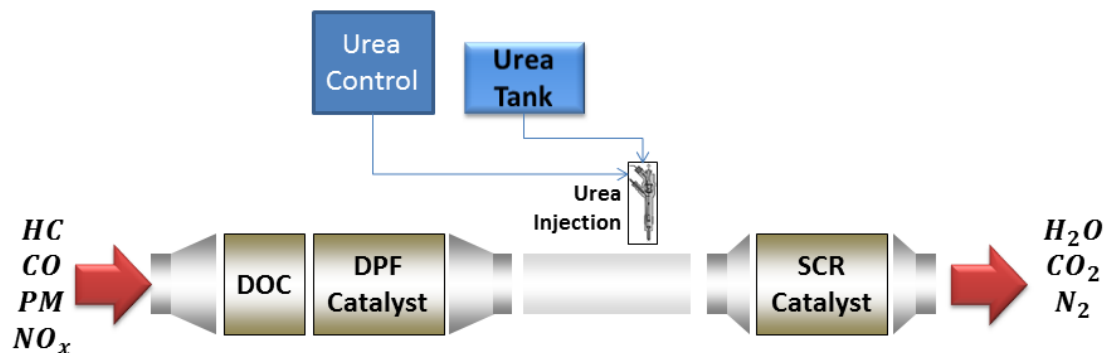 Urea
Control
Urea
Tank
Urea
Injection
HC
CO
PM
NOₓ
DOC
DPF
Catalyst
SCR
Catalyst
H₂O
CO₂
N₂